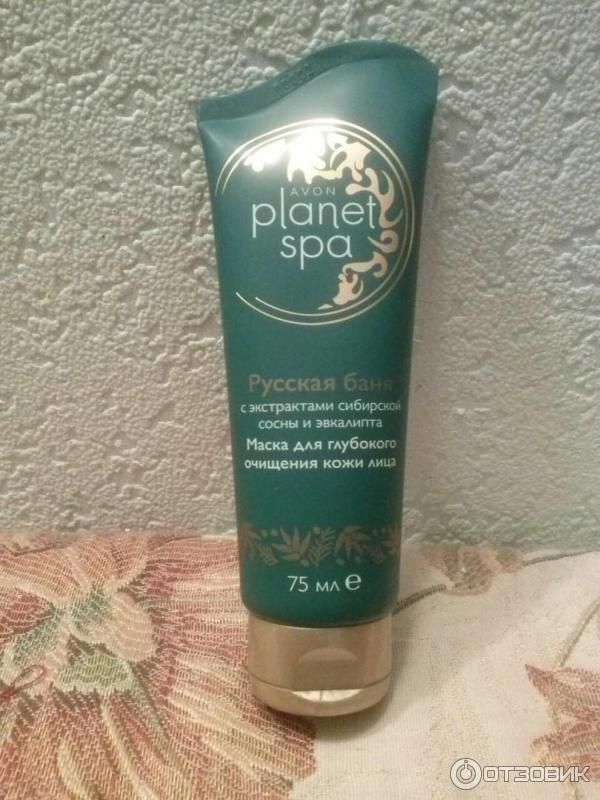 AVON
planet
spa
Русская баня
с экстрактами сибирской
сосны и эвкалипта
Маска для глубокого
очищения кожи лица
75 мл e
ОТЗОВИК